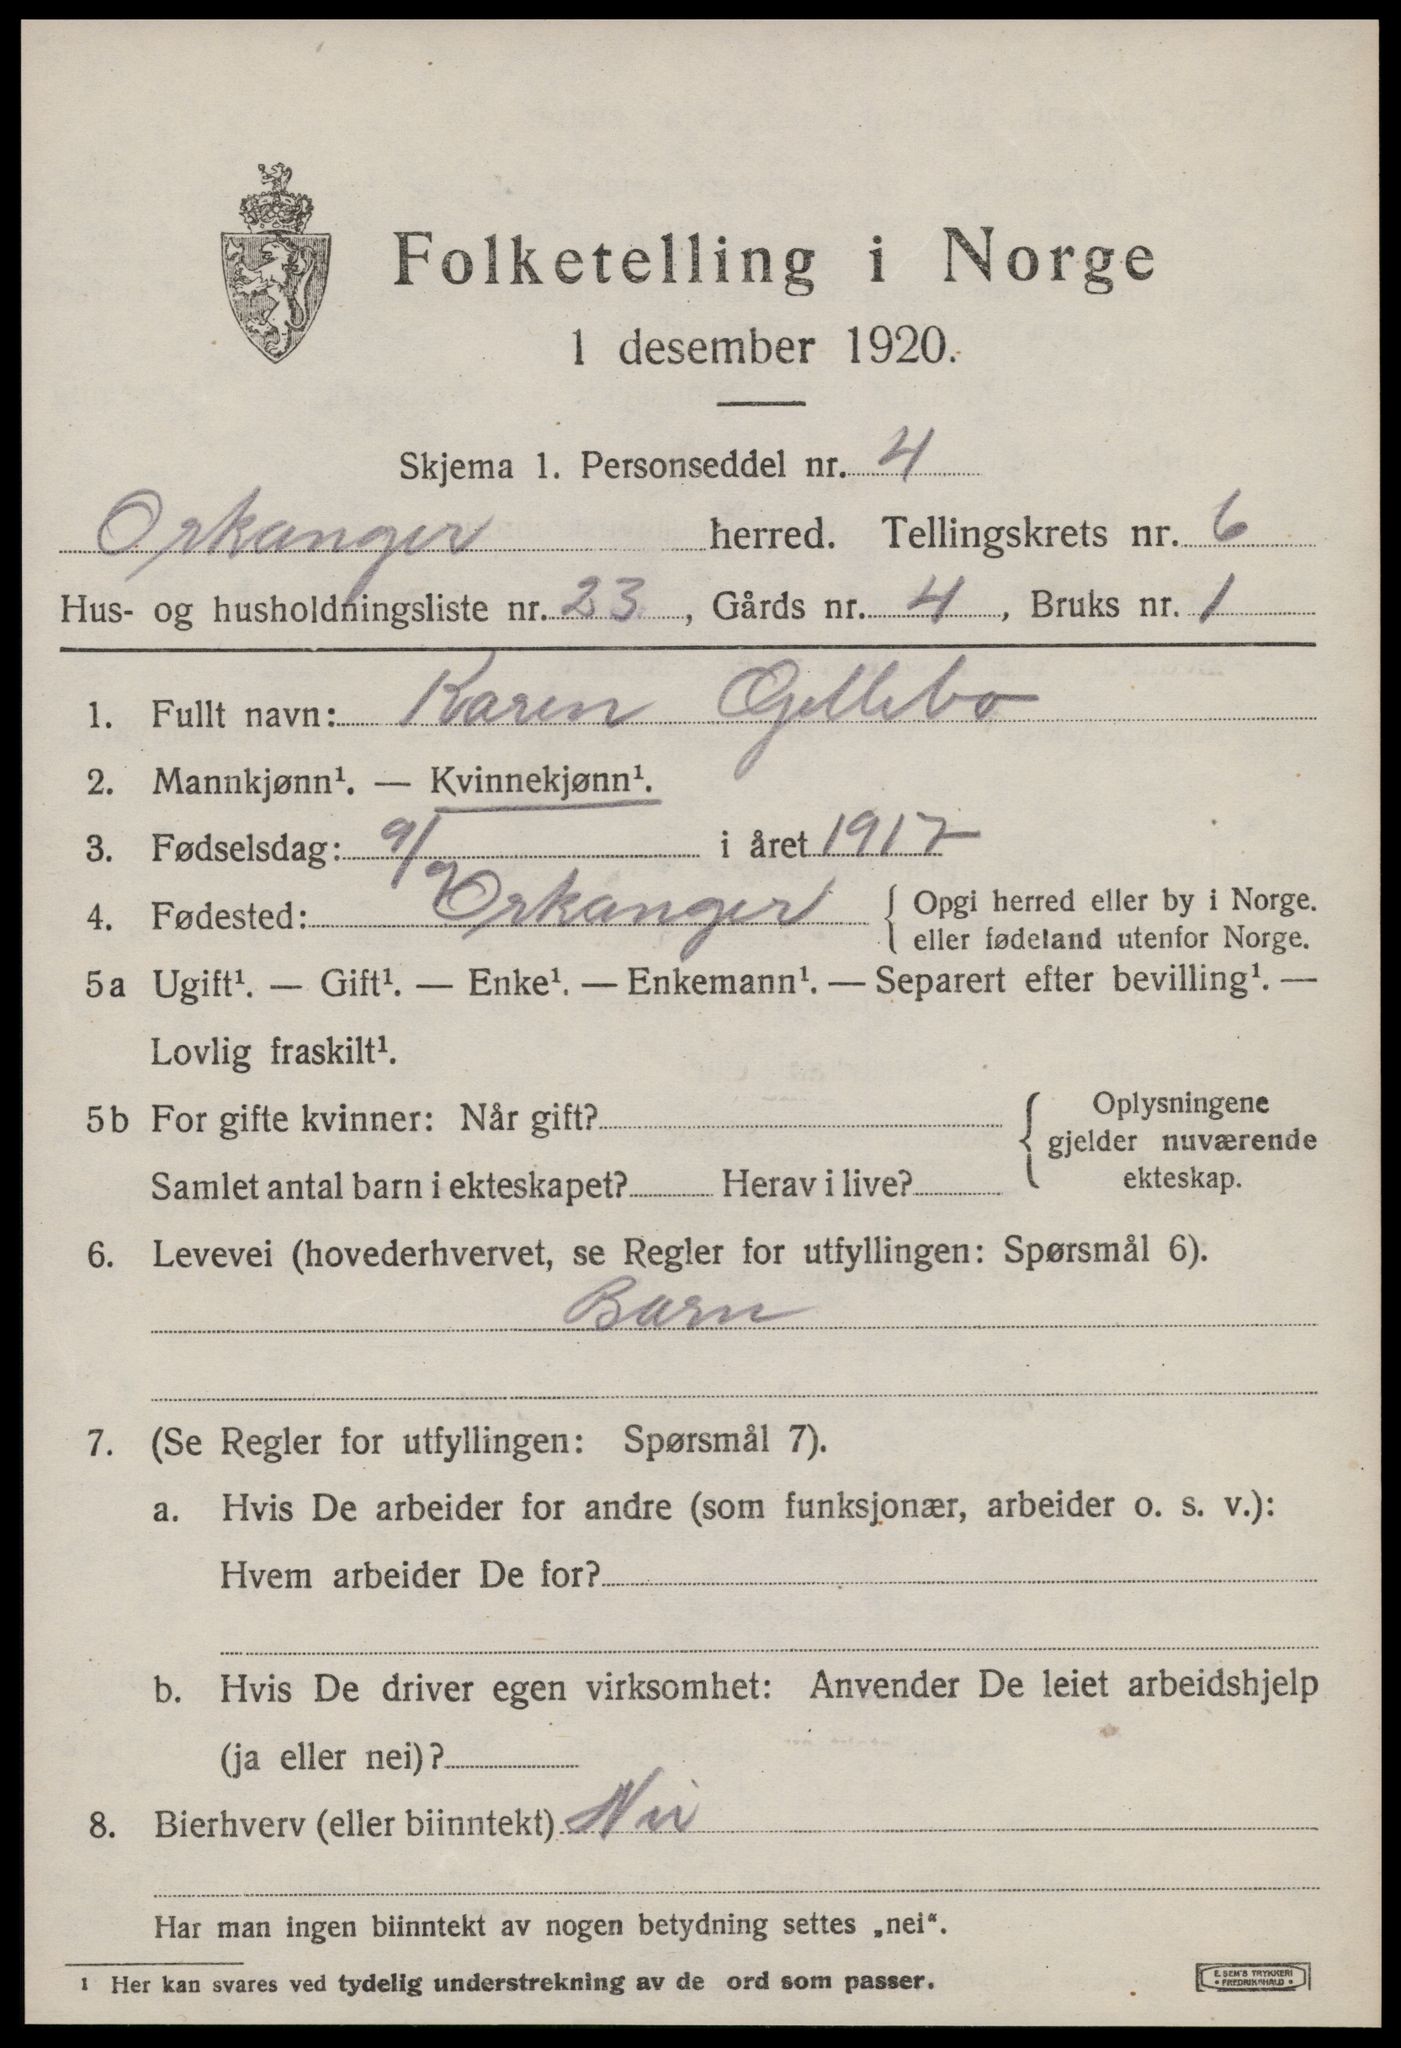 Folketelling i Norge
1 desember 1920.
Skjema 1. Personseddel nr. 4
Orkanger herred. Tellingskrets nr. 6
Hus- og husholdningsliste nr. 23, Gårds nr. 4, Bruks nr. 1
1. Fullt navn: Karen
2. Mannkjønn¹. — Kvinnekjønn¹.
3. Fødselsdag: 9/9 i året 1917
4. Fødested: Orkanger { Opgi herred eller by i Norge.
eller fødeland utenfor Norge.
5a Ugift¹. — Gift¹. — Enke¹. — Enkemann¹. — Separert efter bevilling¹. —
Lovlig fraskilt¹.
5b For gifte kvinner: Når gift? { Oplysningene
gjelder nuværende
Samlet antal barn i ekteskapet? Herav i live? ekteskap.
6. Levevei (hovederhvervet, se Regler for utfyllingen: Spørsmål 6).
Barn
7. (Se Regler for utfyllingen: Spørsmål 7).
a. Hvis De arbeider for andre (som funksjonær, arbeider o. s. v.):
Hvem arbeider De for?
b. Hvis De driver egen virksomhet: Anvender De leiet arbeidshjelp
(ja eller nei)?
8. Bierhverv (eller biinntekt) Nei
Har man ingen biinntekt av nogen betydning settes „nei“.
1 Her kan svares ved tydelig understrekning av de ord som passer.
E. SEM'S TRYKKERI
• FREDRIKSHALD •